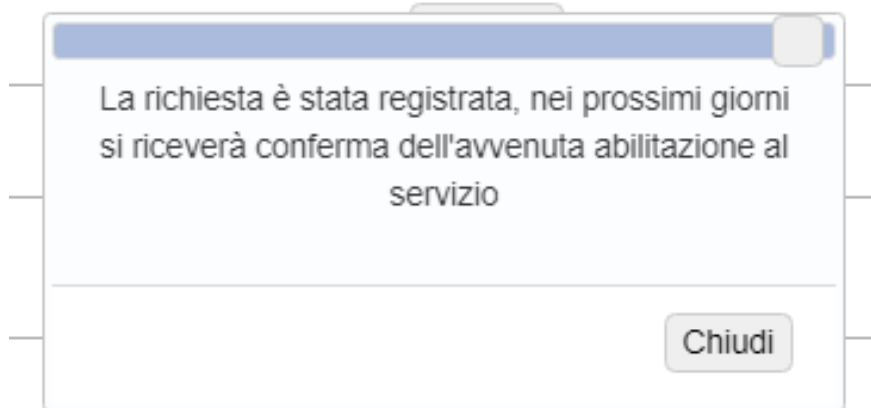 La richiesta è stata registrata, nei prossimi giorni
si riceverà conferma dell'avvenuta abilitazione al
servizio
Chiudi